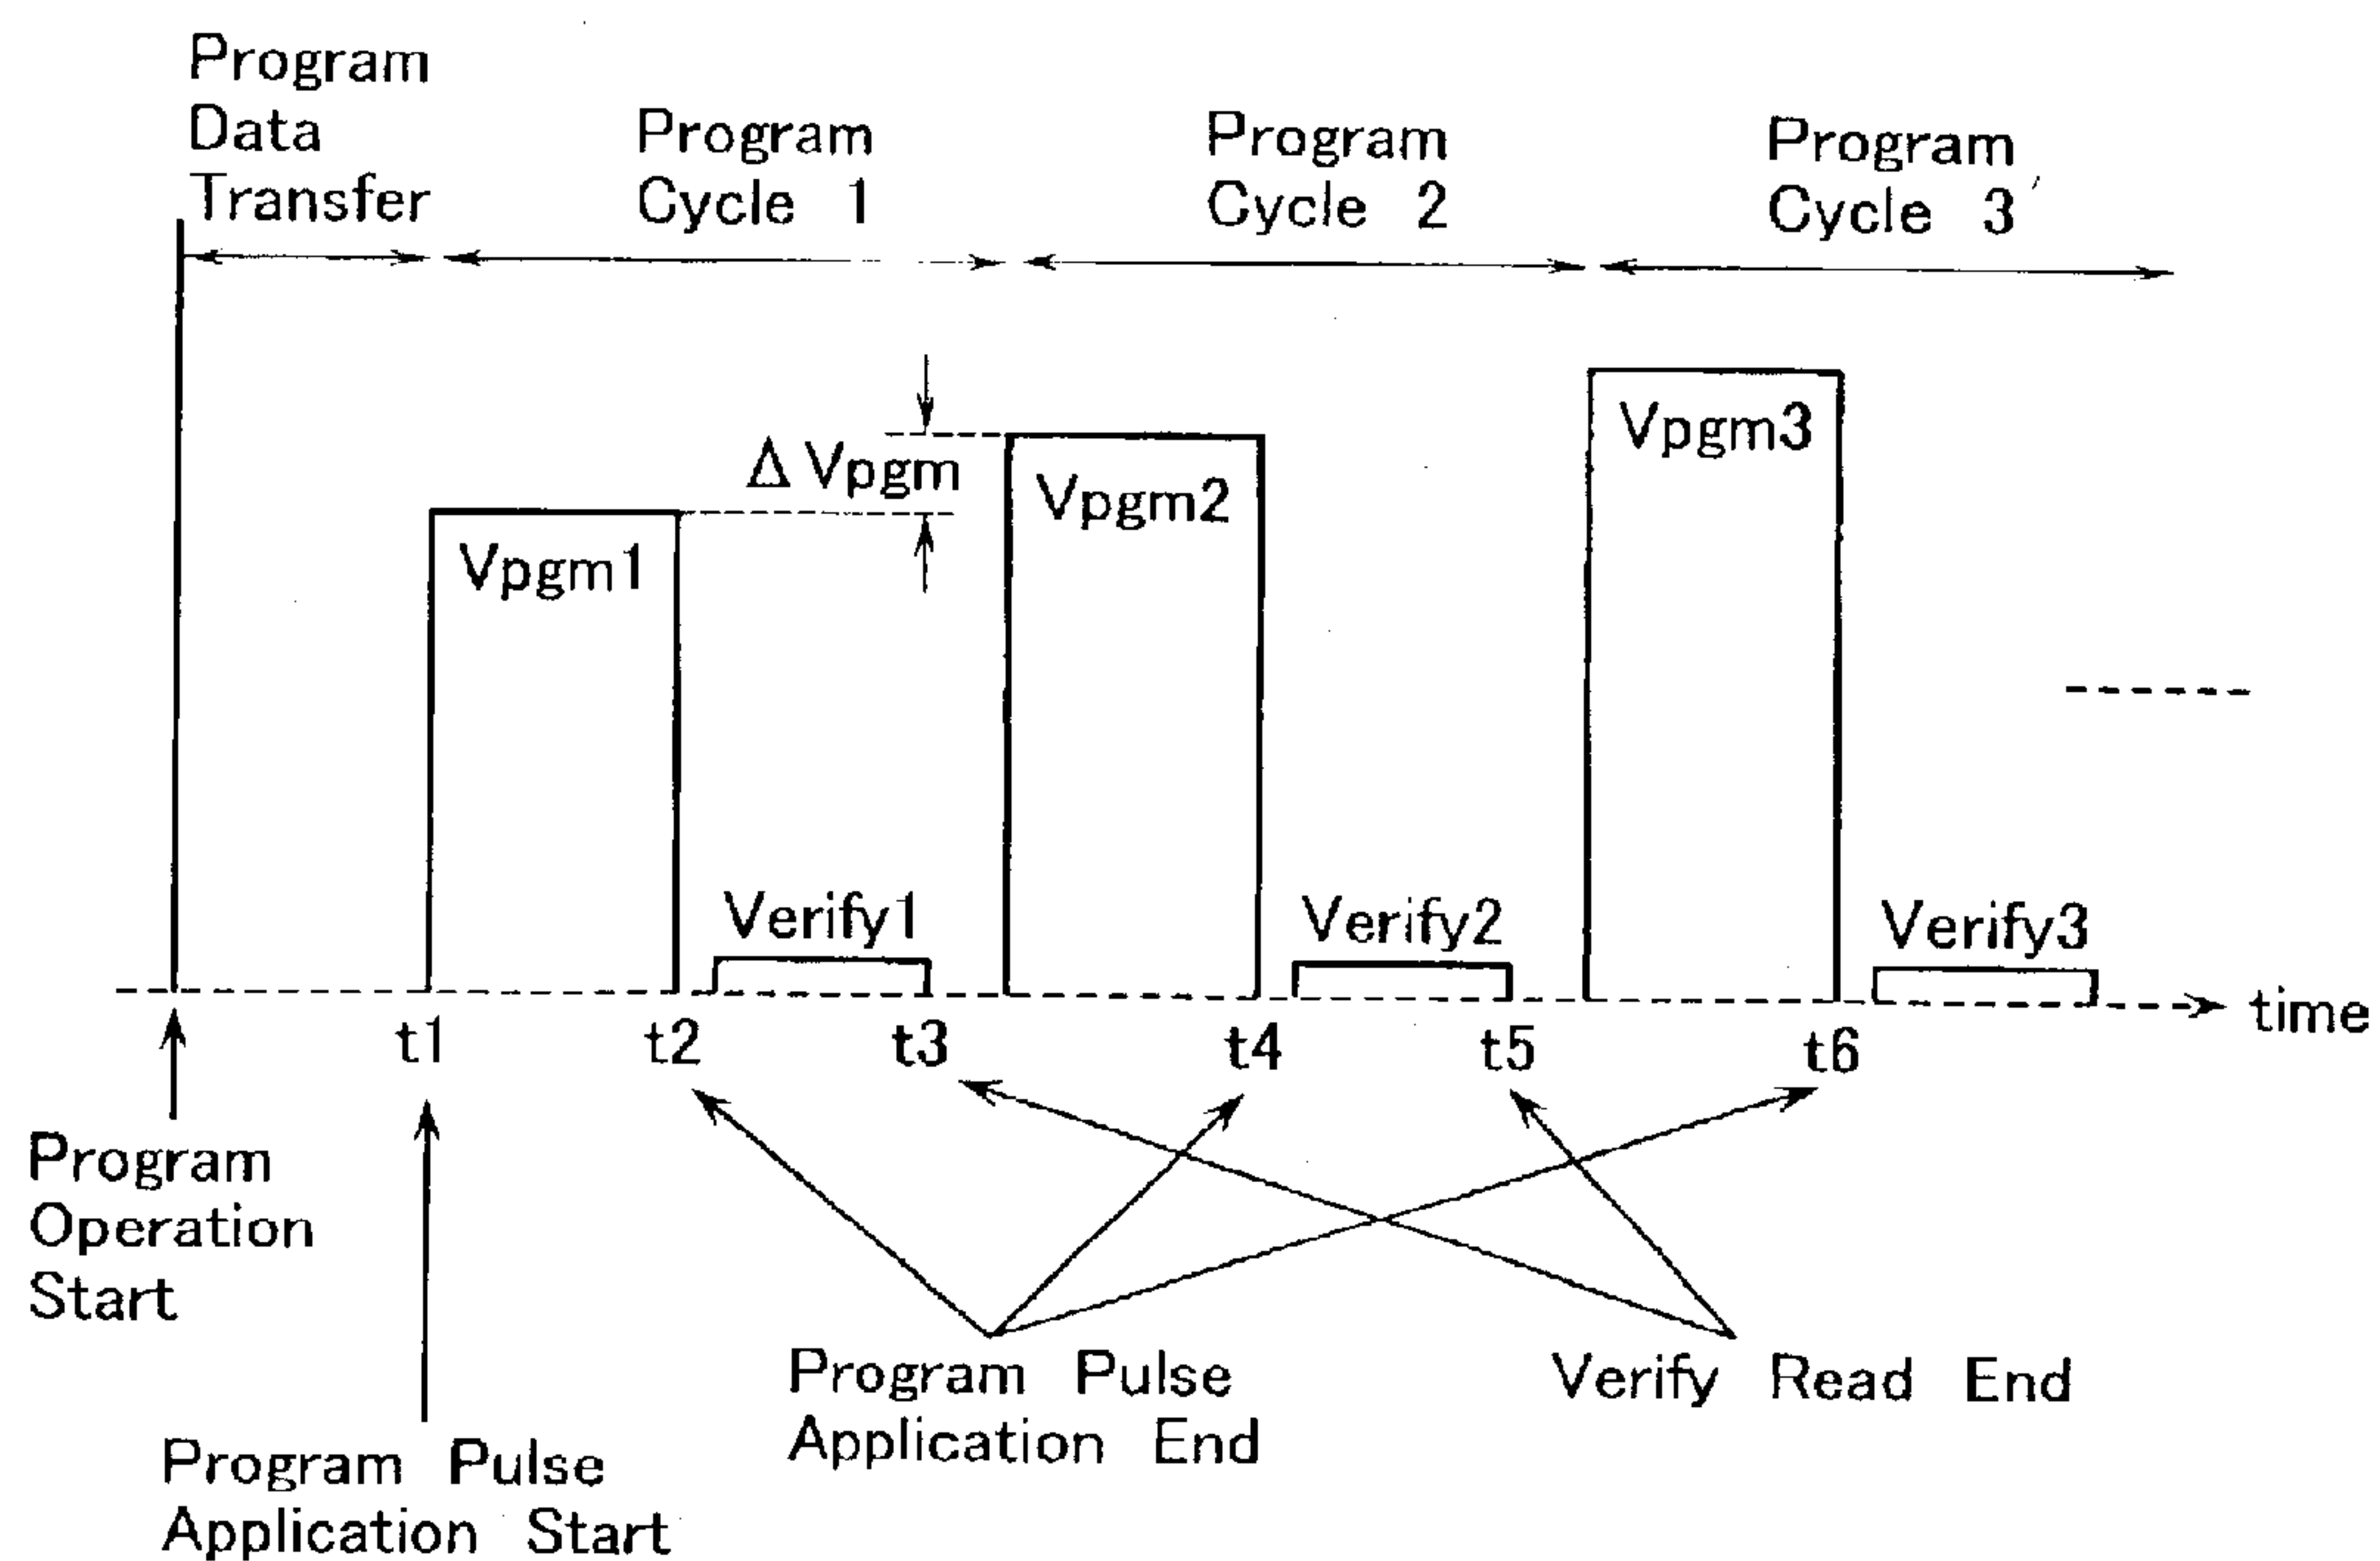 Program
Data
Transfer
Program
Cycle 1
Program
Cycle 2
Program
Cycle 3
Δ Vpgm
Vpgm1
Vpgm2
Vpgm3
Verify1
Verify2
Verify3
t1
t2
t3
t4
t5
t6
time
Program
Operation
Start
Program Pulse
Application Start
Program Pulse
Application End
Verify Read End